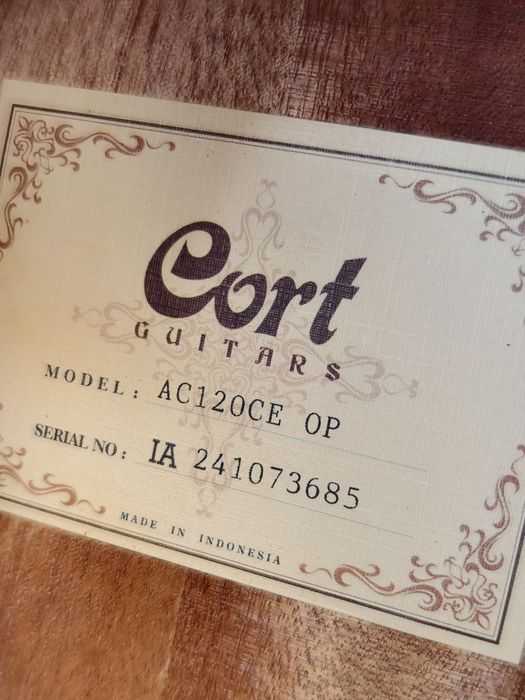 Cort
GUITARS
MODEL: AC120CE OP
SERIAL NO: IA 241073685
MADE IN INDONESIA